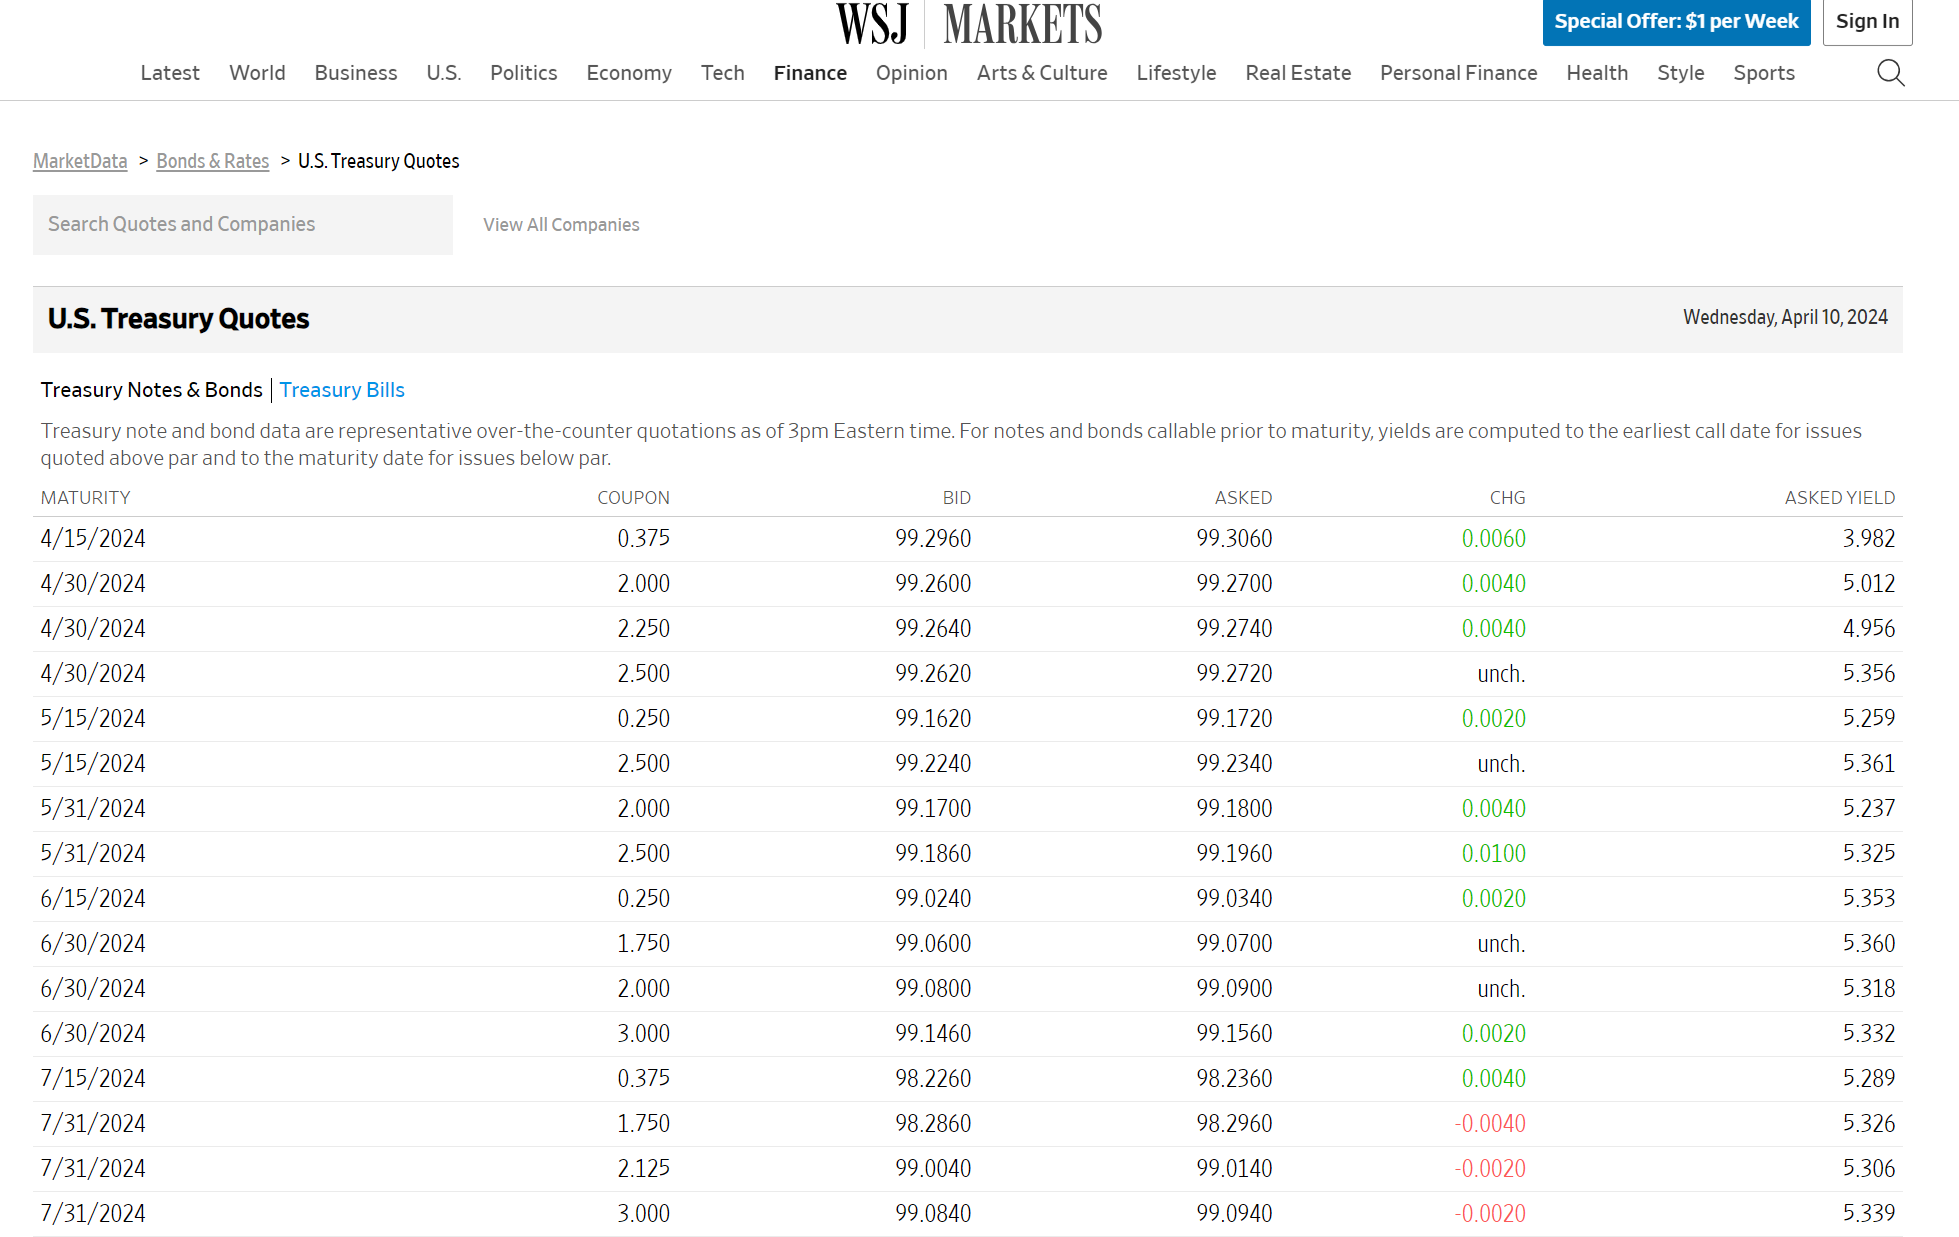 WSJ MARKETS
Special Offer: $1 per Week
Sign In
Latest World Business U.S. Politics Economy Tech Finance Opinion Arts & Culture Lifestyle Real Estate Personal Finance Health Style Sports
MarketData > Bonds & Rates > U.S. Treasury Quotes
Search Quotes and Companies View All Companies
U.S. Treasury Quotes Wednesday, April 10, 2024
Treasury Notes & Bonds | Treasury Bills
Treasury note and bond data are representative over-the-counter quotations as of 3pm Eastern time. For notes and bonds callable prior to maturity, yields are computed to the earliest call date for issues
quoted above par and to the maturity date for issues below par.
MATURITY COUPON BID ASKED CHG ASKED YIELD
4/15/2024 0.375 99.2960 99.3060 0.0060 3.982
4/30/2024 2.000 99.2600 99.2700 0.0040 5.012
4/30/2024 2.250 99.2640 99.2740 0.0040 4.956
4/30/2024 2.500 99.2620 99.2720 unch. 5.356
5/15/2024 0.250 99.1620 99.1720 0.0020 5.259
5/15/2024 2.500 99.2240 99.2340 unch. 5.361
5/31/2024 2.000 99.1700 99.1800 0.0040 5.237
5/31/2024 2.500 99.1860 99.1960 0.0100 5.325
6/15/2024 0.250 99.0240 99.0340 0.0020 5.353
6/30/2024 1.750 99.0600 99.0700 unch. 5.360
6/30/2024 2.000 99.0800 99.0900 unch. 5.318
6/30/2024 3.000 99.1460 99.1560 0.0020 5.332
7/15/2024 0.375 98.2260 98.2360 0.0040 5.289
7/31/2024 1.750 98.2860 98.2960 -0.0040 5.326
7/31/2024 2.125 99.0040 99.0140 -0.0020 5.306
7/31/2024 3.000 99.0840 99.0940 -0.0020 5.339